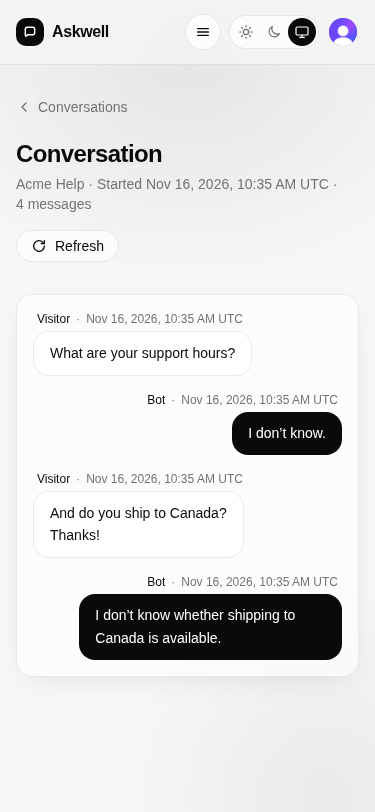 Askwell
Conversations
Conversation
Acme Help · Started Nov 16, 2026, 10:35 AM UTC ·
4 messages
Refresh
Visitor · Nov 16, 2026, 10:35 AM UTC
What are your support hours?
Bot · Nov 16, 2026, 10:35 AM UTC
I don’t know.
Visitor · Nov 16, 2026, 10:35 AM UTC
And do you ship to Canada?
Thanks!
Bot · Nov 16, 2026, 10:35 AM UTC
I don’t know whether shipping to
Canada is available.